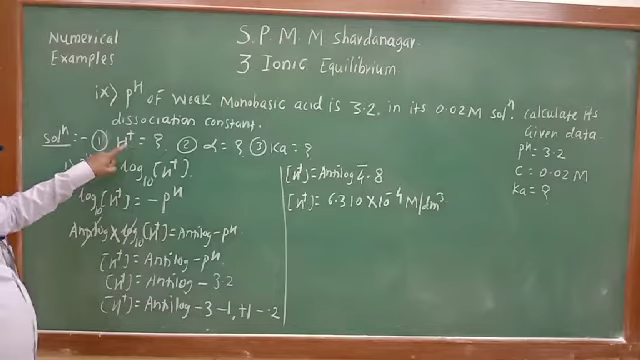 Numerical
Examples
S. P. M. M Shardanagar.
3 Ionic Equilibrium
ix> pH of weak Monobasic acid is 3.2, in its 0.02M solⁿ, calculate its
dissociation constant.
Given data.
pH = 3.2
C = 0.02 M
Ka = ?
Solⁿ :- ① H⁺ = ? ② α = ? ③ Ka = ?
log₁₀ [H⁺].
log₁₀ [H⁺] = - pH
Antilog x log₁₀ [H⁺] = Antilog - pH.
[H⁺] = Antilog - pH.
[H⁺] = Antilog - 3.2
[H⁺] = Antilog - 3 - 1, +1 - .2
[H⁺] = Antilog 4̄.8
[H⁺] = 6.310 × 10⁻⁴ M/dm³